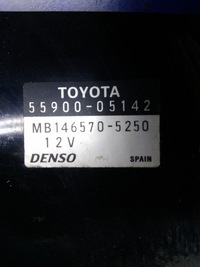 TOYOTA
55900-05142
MB146570-5250
12V
DENSO SPAIN